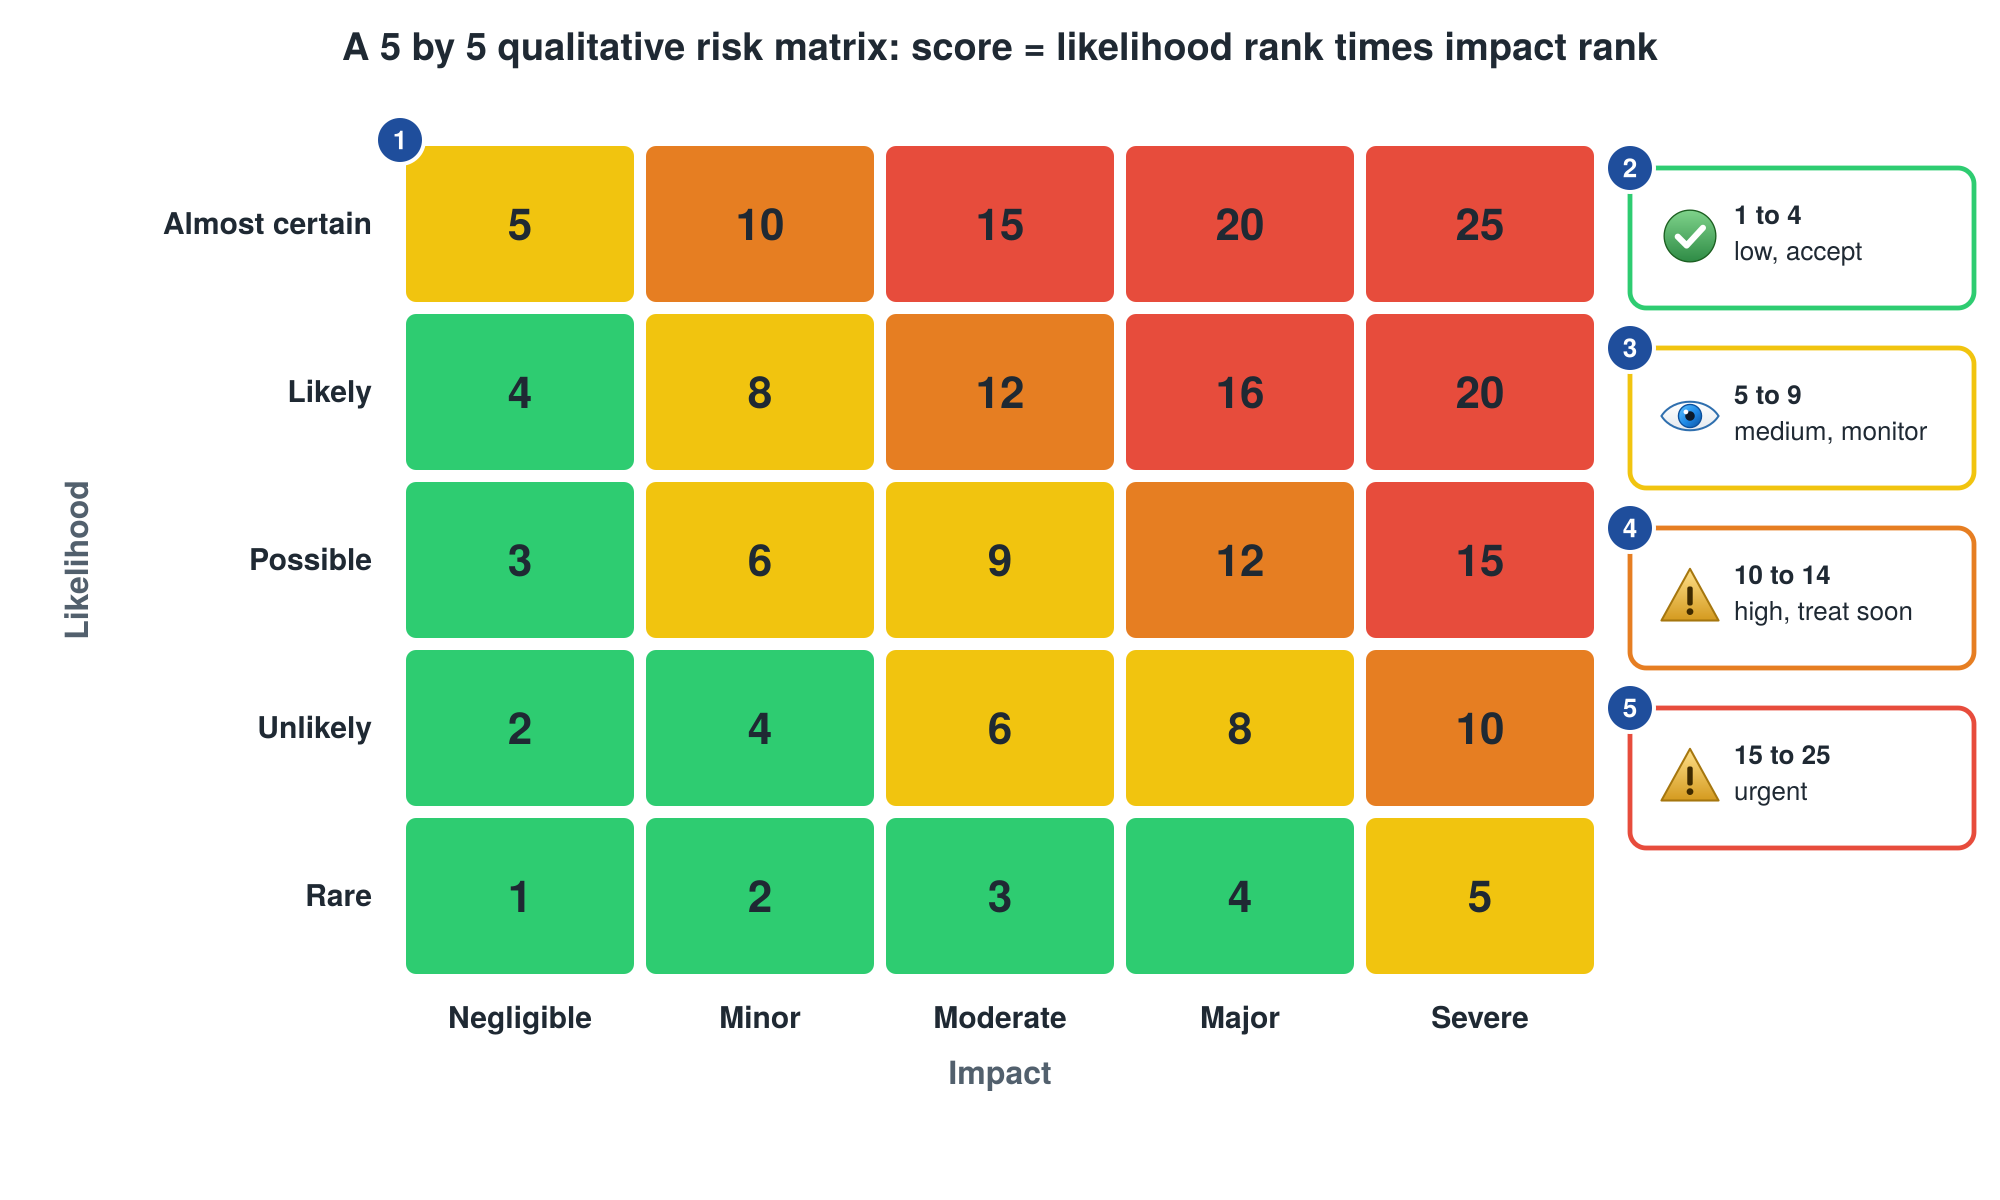 A 5 by 5 qualitative risk matrix: score = likelihood rank times impact rank
1
Almost certain
5
10
15
20
25
Likely
4
8
12
16
20
Possible
3
6
9
12
15
Unlikely
2
4
6
8
10
Rare
1
2
3
4
5
Negligible
Minor
Moderate
Major
Severe
Likelihood
Impact
2
1 to 4
low, accept
3
5 to 9
medium, monitor
4
10 to 14
high, treat soon
5
15 to 25
urgent